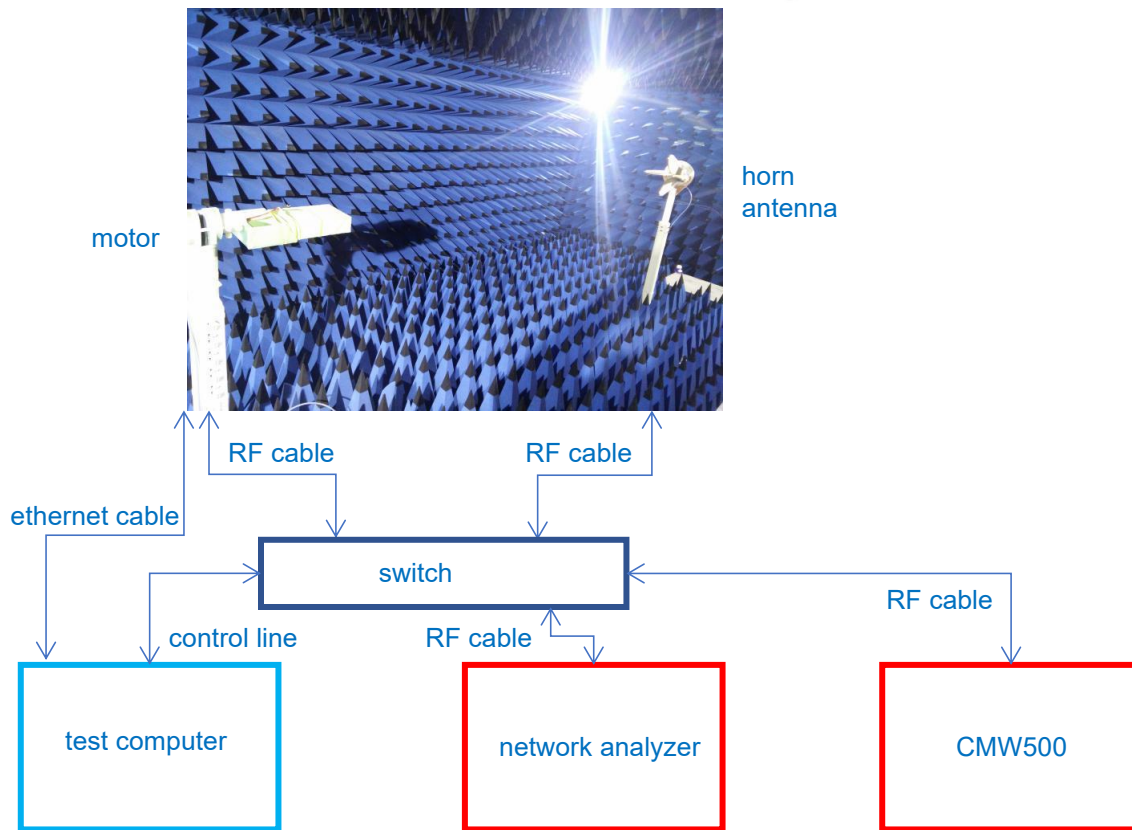 horn
antenna
motor
RF cable
RF cable
ethernet cable
switch
RF cable
control line
RF cable
test computer
network analyzer
CMW500